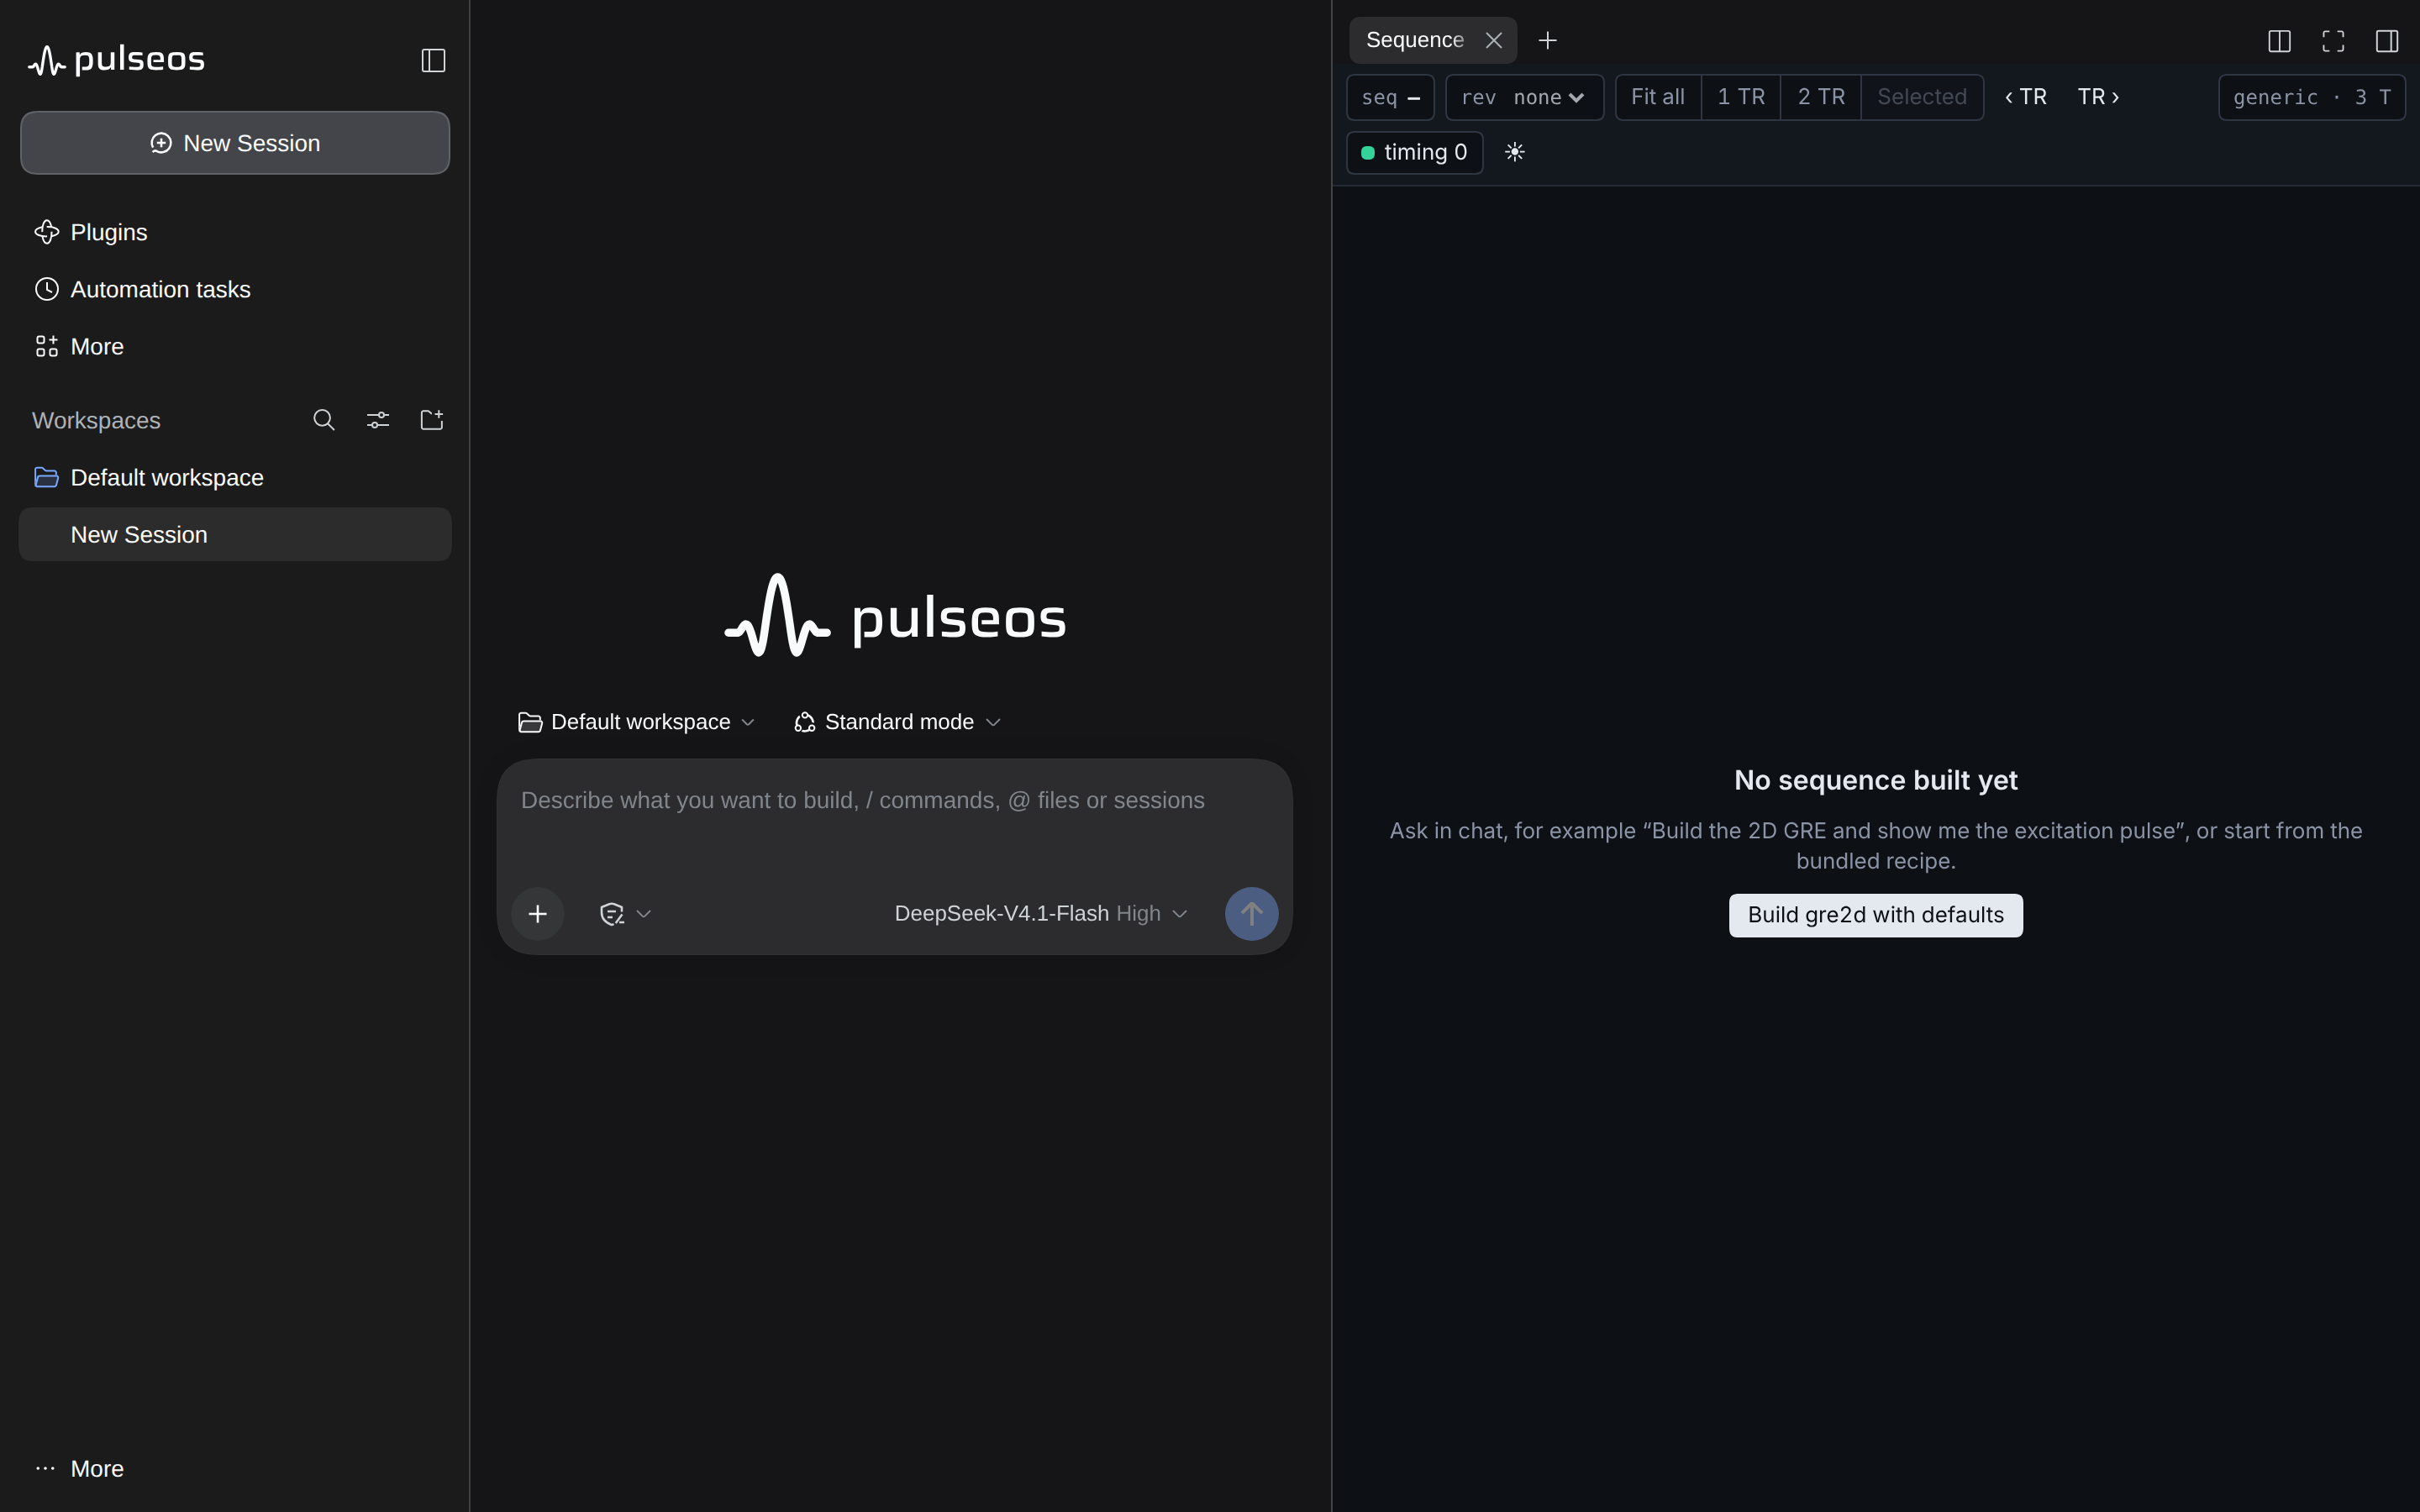 pulseos
New Session
Plugins
Automation tasks
More
Workspaces
Default workspace
New Session
More
pulseos
Default workspace
Standard mode
Describe what you want to build, / commands, @ files or sessions
DeepSeek-V4.1-Flash High
Sequence
seq –
rev none
Fit all
1 TR
2 TR
Selected
‹ TR
TR ›
generic · 3 T
timing 0
No sequence built yet
Ask in chat, for example “Build the 2D GRE and show me the excitation pulse”, or start from the
bundled recipe.
Build gre2d with defaults